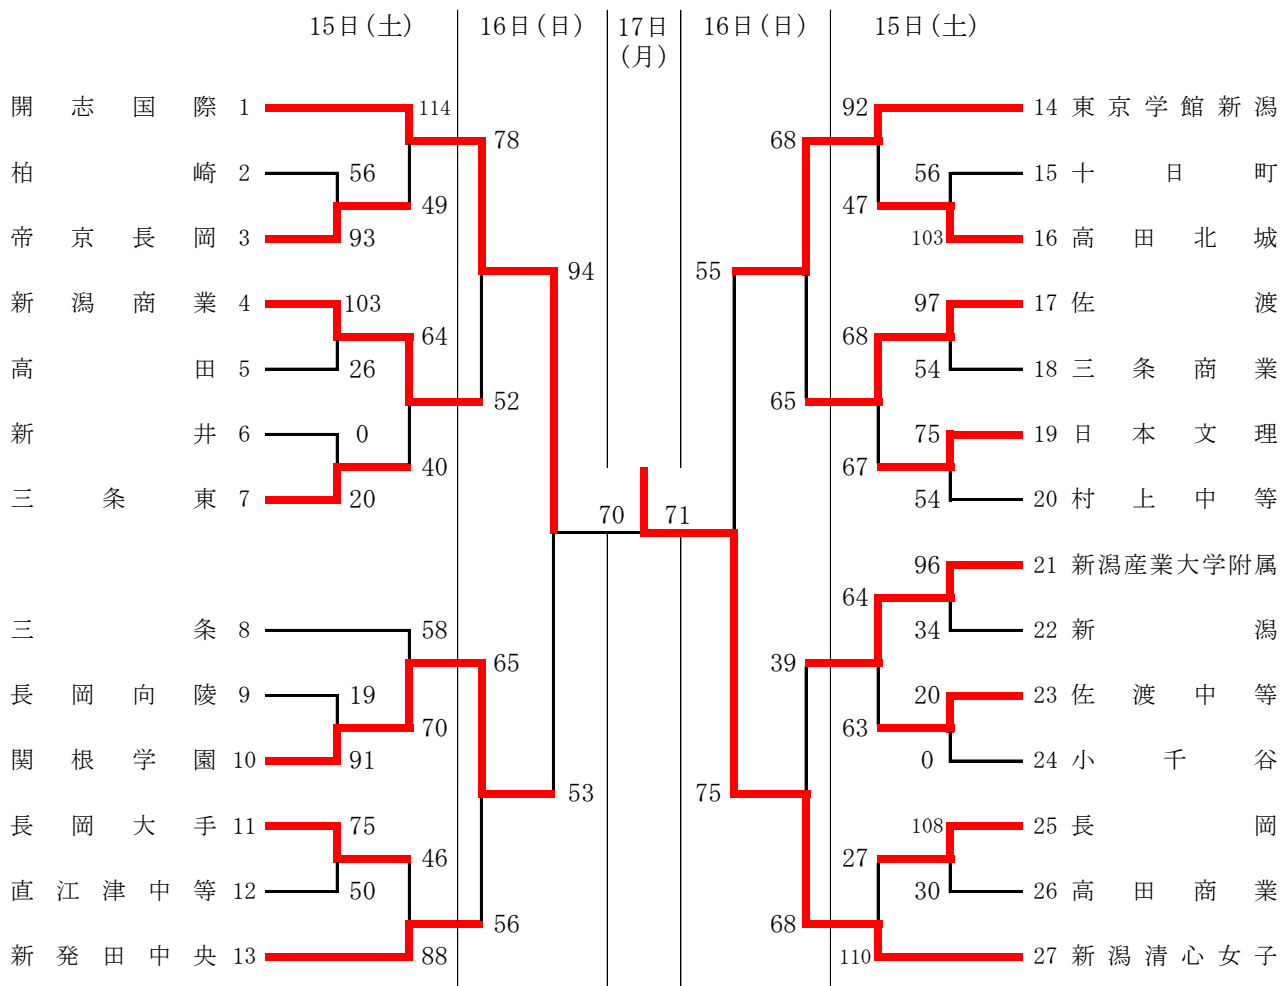 15日(土) 16日(日) 17日(月) 16日(日) 15日(土)
開志国際 1 114 78 68 92 14 東京学館新潟
柏崎 2 56 56 15 十日町
49 47
帝京長岡 3 93 103 16 高田北城
94 55
新潟商業 4 103 97 17 佐渡
64 68
高田 5 26 54 18 三条商業
52 65
新井 6 0 75 19 日本文理
40 67
三条東 7 20 54 20 村上中等
70 71
96 21 新潟産業大学附属
64
三条 8 58 34 22 新潟
65 39
長岡向陵 9 19 20 23 佐渡中等
70 63
関根学園 10 91 0 24 小千谷
53 75
長岡大手 11 75 108 25 長岡
46 27
直江津中等 12 50 30 26 高田商業
56 68
新発田中央 13 88 110 27 新潟清心女子